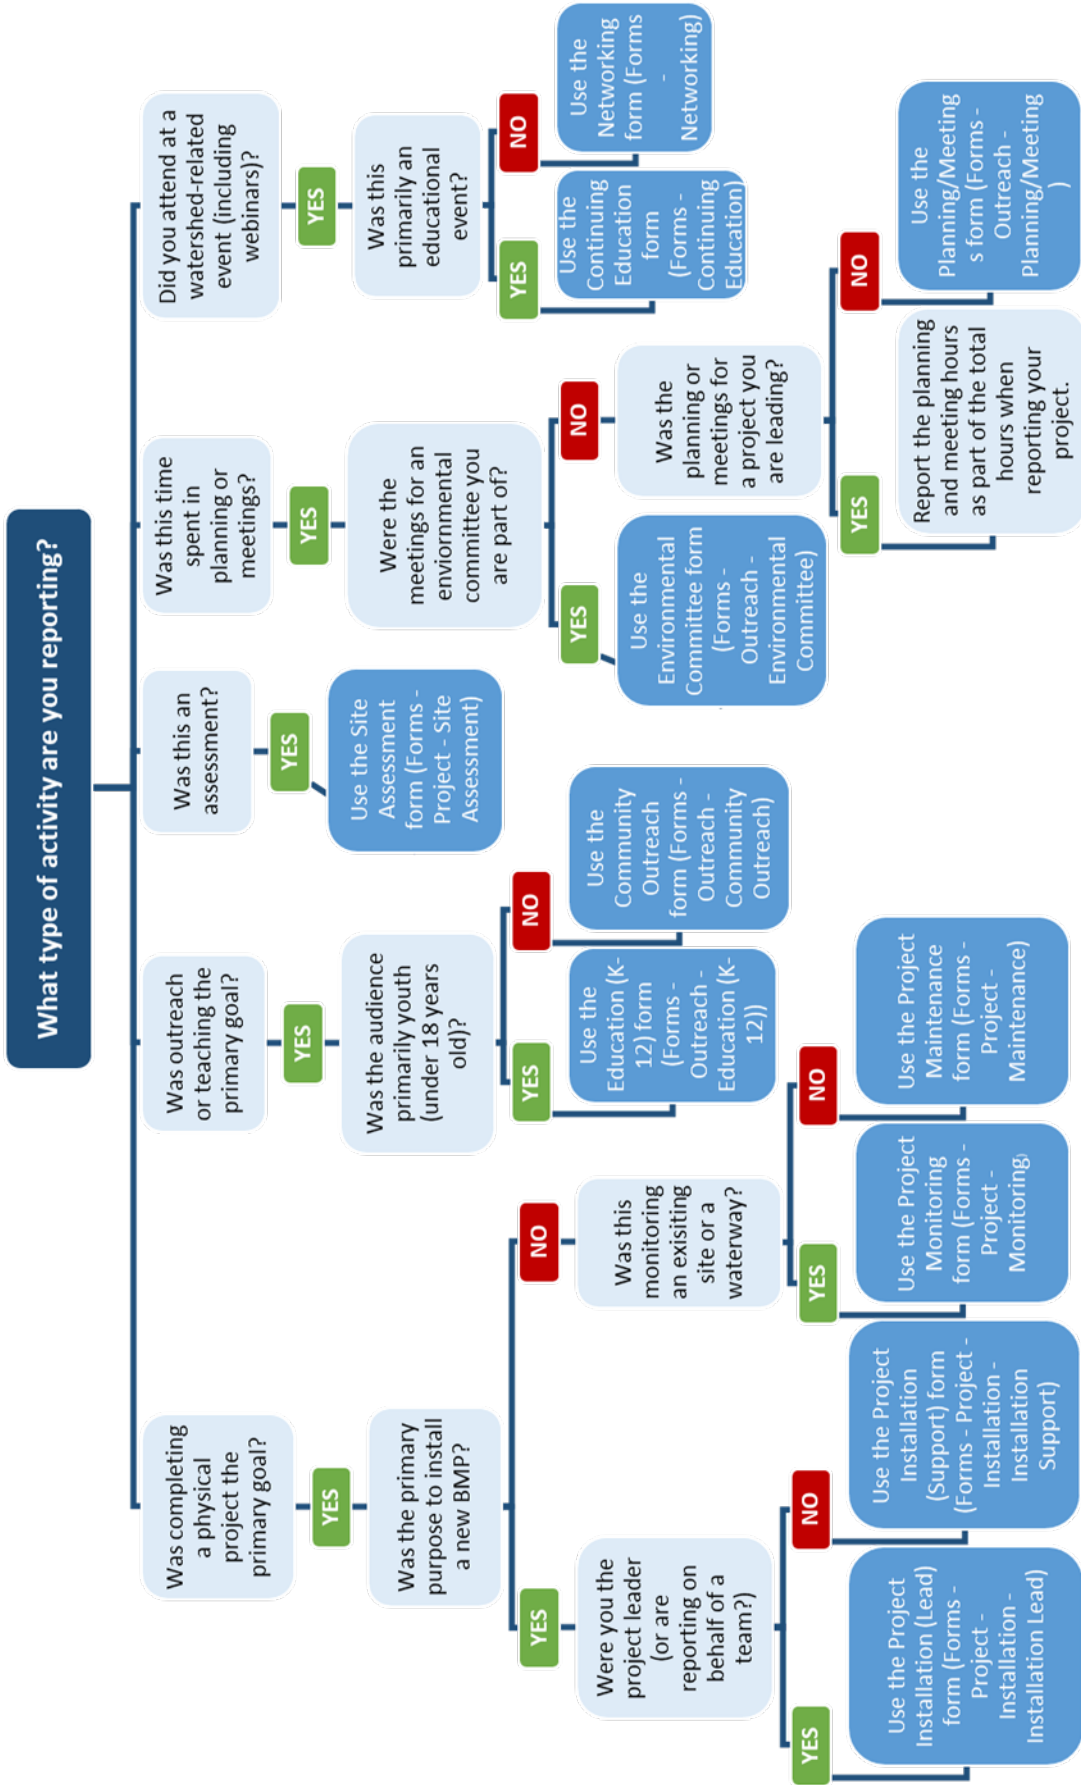 What type of activity are you reporting?
Was completing
a physical
project the
primary goal?
YES
Was the primary
purpose to install
a new BMP?
YES
Were you the
project leader
(or are
reporting on
behalf of a
team?)
YES
Use the Project
Installation (Lead)
form (Forms -
Project -
Installation -
Installation Lead)
NO
Use the Project
Installation
(Support) form
(Forms - Project -
Installation -
Installation
Support)
NO
Was this
monitoring
an exisiting
site or a
waterway?
YES
Use the Project
Monitoring
form (Forms -
Project -
Monitoring)
NO
Use the Project
Maintenance
form (Forms -
Project -
Maintenance)
Was outreach
or teaching the
primary goal?
YES
Was the audience
primarily youth
(under 18 years
old)?
YES
Use the
Education (K-
12) form
(Forms -
Outreach -
Education (K-
12))
NO
Use the
Community
Outreach
form (Forms -
Outreach -
Community
Outreach)
Was this an
assessment?
YES
Use the Site
Assessment
form (Forms -
Project - Site
Assessment)
Was this time
spent in
planning or
meetings?
YES
Were the
meetings for an
enviornmental
committee you
are part of?
YES
Use the
Environmental
Committee form
(Forms -
Outreach -
Environmental
Committee)
NO
Was the
planning or
meetings for
a project you
are leading?
YES
Report the planning
and meeting hours
as part of the total
hours when
reporting your
project.
NO
Use the
Planning/Meeting
s form (Forms -
Outreach -
Planning/Meeting
)
Did you attend at a
watershed-related
event (including
webinars)?
YES
Was this
primarily an
educational
event?
YES
Use the
Continuing
Education
form
(Forms -
Continuing
Education)
NO
Use the
Networking
form (Forms
-
Networking)